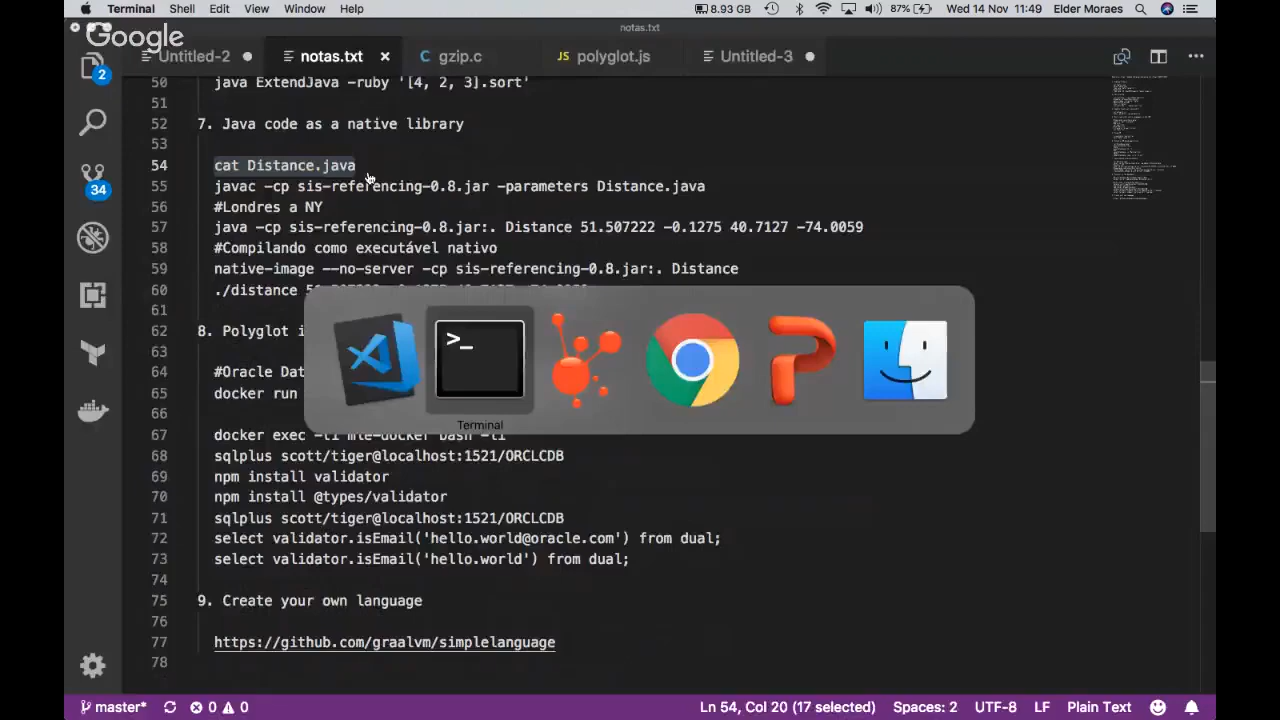 Terminal Shell Edit View Window Help 8.93 GB 87% Wed 14 Nov 11:49 Elder Moraes
notas.txt
Google
Untitled-2 notas.txt gzip.c JS polyglot.js Untitled-3
2
34
50 java ExtendJava -ruby '[4, 2, 3].sort'
51
52 7. Java code as a native library
53
54 cat Distance.java
55 javac -cp sis-referencing-0.8.jar -parameters Distance.java
56 #Londres a NY
57 java -cp sis-referencing-0.8.jar:. Distance 51.507222 -0.1275 40.7127 -74.0059
58 #Compilando como executável nativo
59 native-image --no-server -cp sis-referencing-0.8.jar:. Distance
60 ./distance
61
62 8. Polyglot i
63
64 #Oracle Dat
65 docker run
66
Terminal
67 docker exec -ti mle-docker bash -li
68 sqlplus scott/tiger@localhost:1521/ORCLCDB
69 npm install validator
70 npm install @types/validator
71 sqlplus scott/tiger@localhost:1521/ORCLCDB
72 select validator.isEmail('hello.world@oracle.com') from dual;
73 select validator.isEmail('hello.world') from dual;
74
75 9. Create your own language
76
77 https://github.com/graalvm/simplelanguage
78
master* 0 0 Ln 54, Col 20 (17 selected) Spaces: 2 UTF-8 LF Plain Text